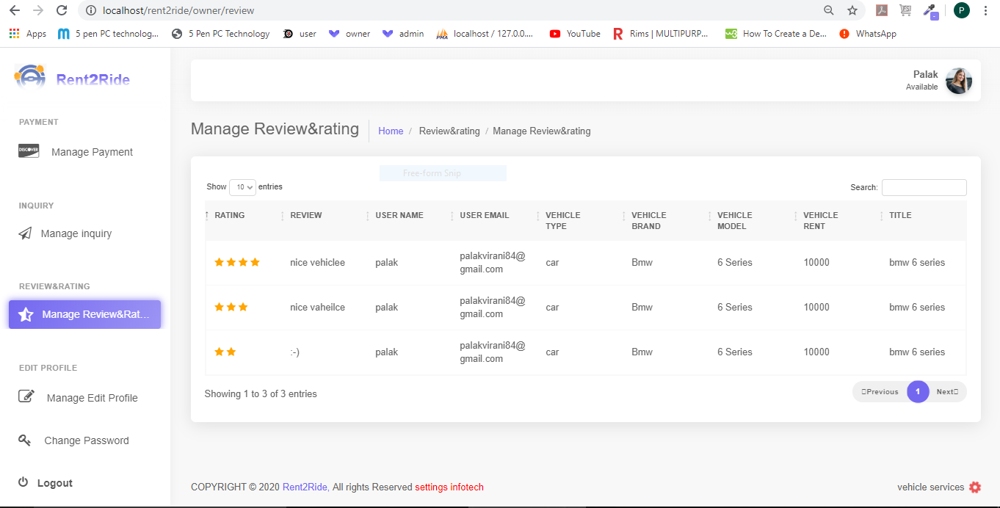 localhost/rent2ride/owner/review
P
Apps
5 pen PC technolog...
5 Pen PC Technology
user
owner
admin
localhost / 127.0.0....
YouTube
Rims | MULTIPURP...
How To Create a De...
WhatsApp
Rent2Ride
PAYMENT
DISCOVER
Manage Payment
INQUIRY
Manage inquiry
REVIEW&RATING
Manage Review&Rat...
EDIT PROFILE
Manage Edit Profile
Change Password
Logout
Palak
Available
Manage Review&rating
Home / Review&rating / Manage Review&rating
Free-form Snip
Show 10 entries
Search:
RATING REVIEW USER NAME USER EMAIL VEHICLE TYPE VEHICLE BRAND VEHICLE MODEL VEHICLE RENT TITLE
nice vehiclee palak palakvirani84@gmail.com car Bmw 6 Series 10000 bmw 6 series
nice vaheilce palak palakvirani84@gmail.com car Bmw 6 Series 10000 bmw 6 series
:-) palak palakvirani84@gmail.com car Bmw 6 Series 10000 bmw 6 series
Showing 1 to 3 of 3 entries
Previous 1 Next
COPYRIGHT © 2020 Rent2Ride, All rights Reserved settings infotech
vehicle services